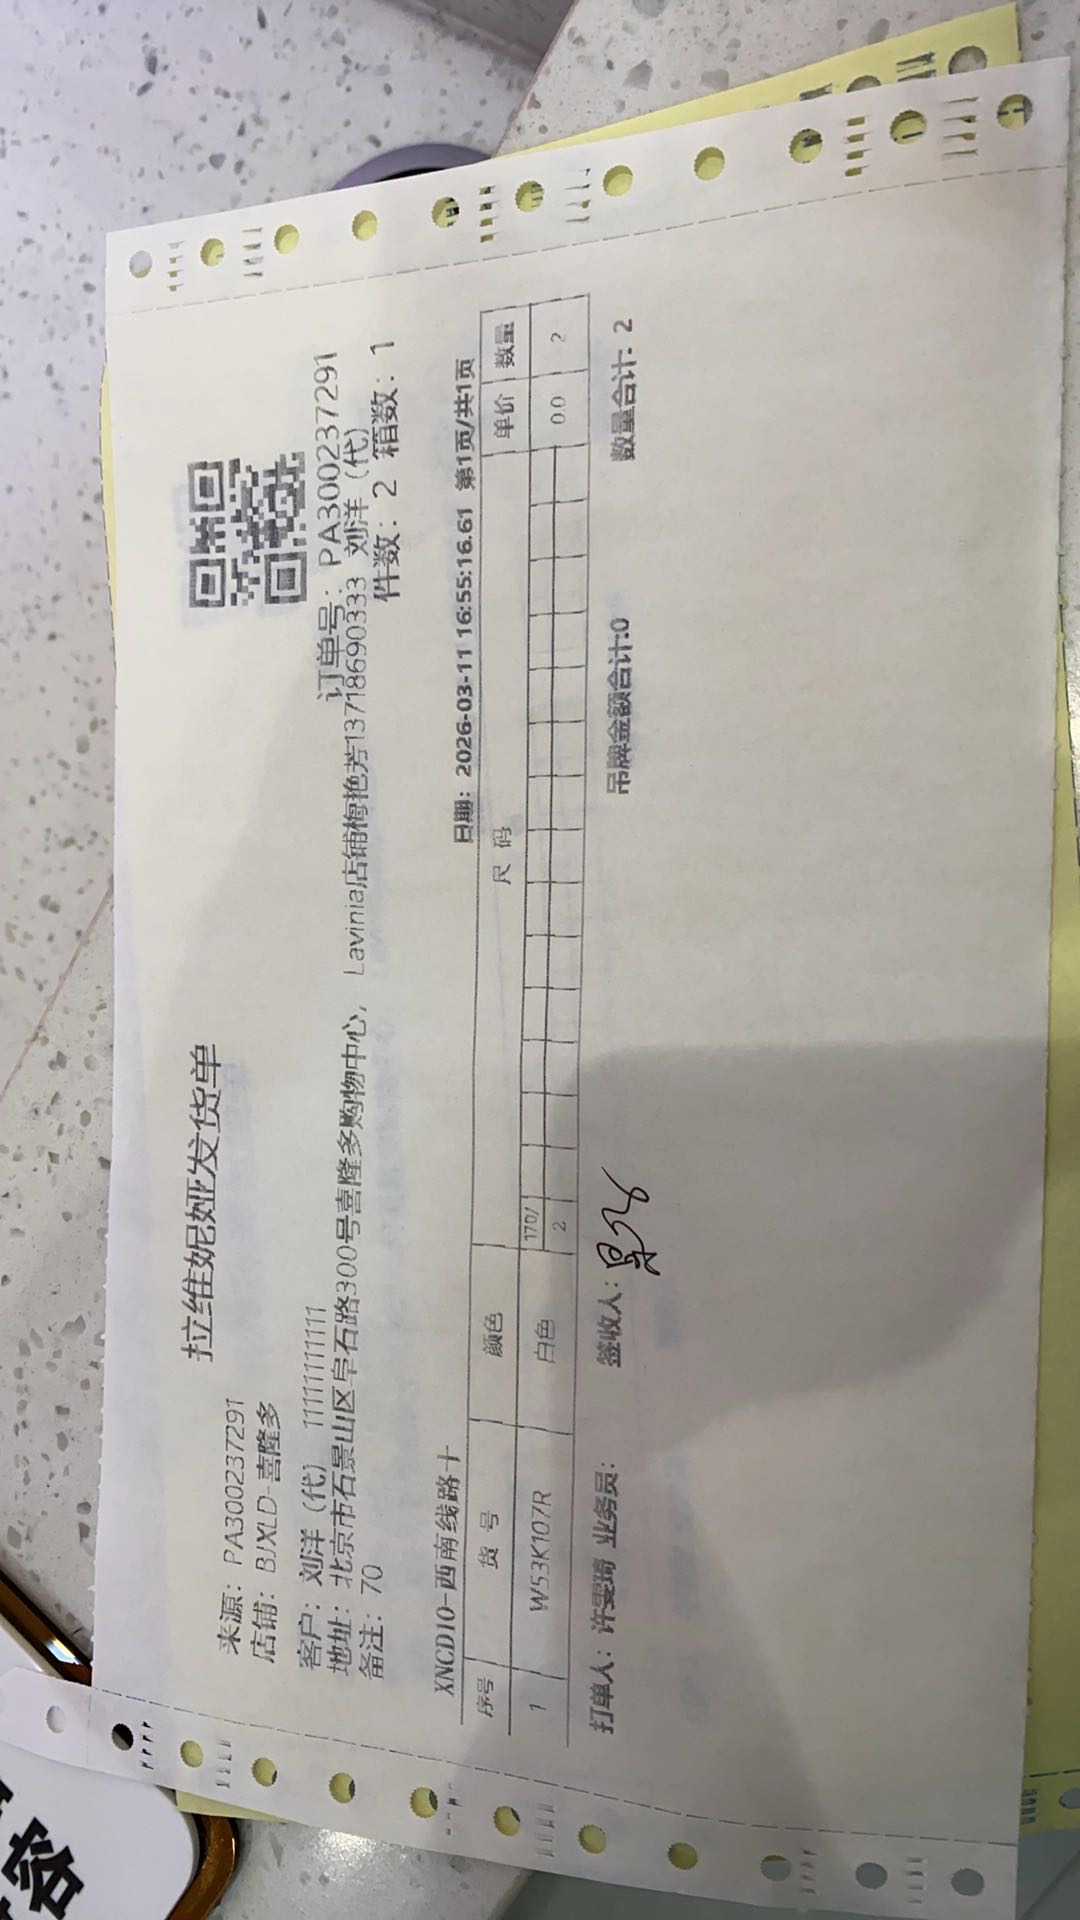 拉维妮娅发货单
来源：PA300237291
店铺：BJXLD-喜隆多
订单号：PA300237291
客户：刘洋（代） 11111111111
地址：北京市石景山区阜石路300号喜隆多购物中心， Lavinia店铺梅艳芳13718690333 刘洋（代）
备注：70
件数：2 箱数：1
XNCD10-西南线路十
日期：2026-03-11 16:55:16.61 第1页/共1页
序号 货号 颜色 尺码 单价 数量
170/
1 W53K107R 白色 2 0.0 2
打单人：许雯琦 业务员： 签收人： 吊牌金额合计:0 数量合计：2
容